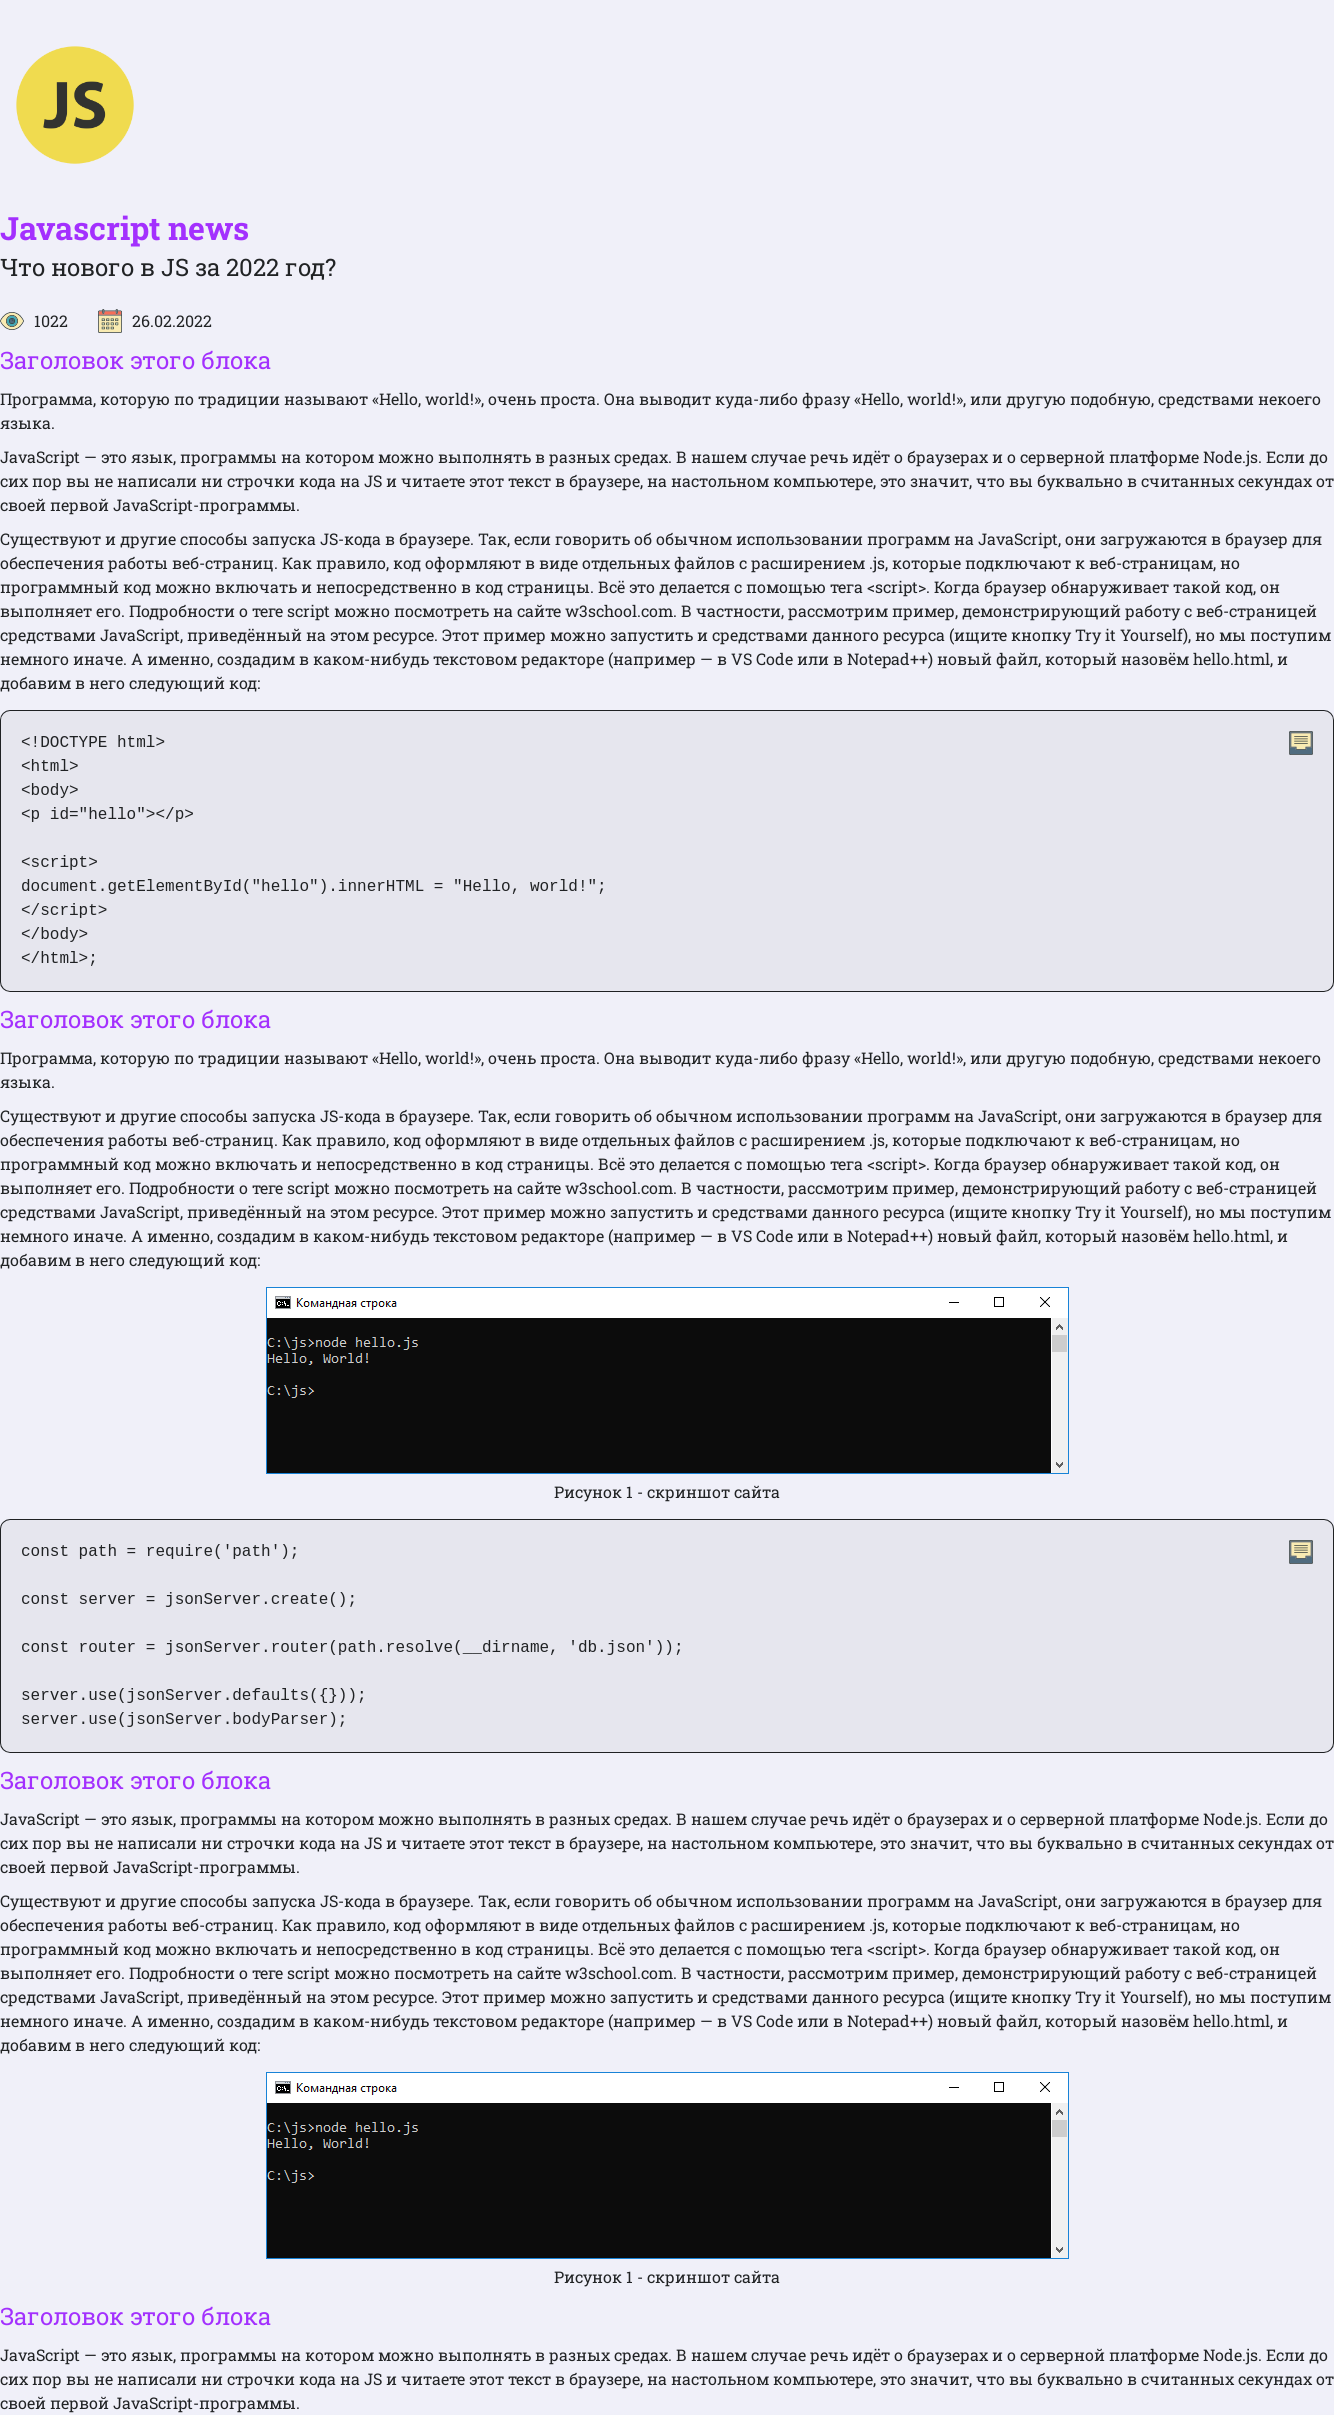 JS
Javascript news
Что нового в JS за 2022 год?
1022 26.02.2022
Заголовок этого блока
Программа, которую по традиции называют «Hello, world!», очень проста. Она выводит куда-либо фразу «Hello, world!», или другую подобную, средствами некоего
языка.
JavaScript — это язык, программы на котором можно выполнять в разных средах. В нашем случае речь идёт о браузерах и о серверной платформе Node.js. Если до
сих пор вы не написали ни строчки кода на JS и читаете этот текст в браузере, на настольном компьютере, это значит, что вы буквально в считанных секундах от
своей первой JavaScript-программы.
Существуют и другие способы запуска JS-кода в браузере. Так, если говорить об обычном использовании программ на JavaScript, они загружаются в браузер для
обеспечения работы веб-страниц. Как правило, код оформляют в виде отдельных файлов с расширением .js, которые подключают к веб-страницам, но
программный код можно включать и непосредственно в код страницы. Всё это делается с помощью тега <script>. Когда браузер обнаруживает такой код, он
выполняет его. Подробности о теге script можно посмотреть на сайте w3school.com. В частности, рассмотрим пример, демонстрирующий работу с веб-страницей
средствами JavaScript, приведённый на этом ресурсе. Этот пример можно запустить и средствами данного ресурса (ищите кнопку Try it Yourself), но мы поступим
немного иначе. А именно, создадим в каком-нибудь текстовом редакторе (например — в VS Code или в Notepad++) новый файл, который назовём hello.html, и
добавим в него следующий код:
<!DOCTYPE html>
<html>
<body>
<p id="hello"></p>
<script>
document.getElementById("hello").innerHTML = "Hello, world!";
</script>
</body>
</html>;
Заголовок этого блока
Программа, которую по традиции называют «Hello, world!», очень проста. Она выводит куда-либо фразу «Hello, world!», или другую подобную, средствами некоего
языка.
Существуют и другие способы запуска JS-кода в браузере. Так, если говорить об обычном использовании программ на JavaScript, они загружаются в браузер для
обеспечения работы веб-страниц. Как правило, код оформляют в виде отдельных файлов с расширением .js, которые подключают к веб-страницам, но
программный код можно включать и непосредственно в код страницы. Всё это делается с помощью тега <script>. Когда браузер обнаруживает такой код, он
выполняет его. Подробности о теге script можно посмотреть на сайте w3school.com. В частности, рассмотрим пример, демонстрирующий работу с веб-страницей
средствами JavaScript, приведённый на этом ресурсе. Этот пример можно запустить и средствами данного ресурса (ищите кнопку Try it Yourself), но мы поступим
немного иначе. А именно, создадим в каком-нибудь текстовом редакторе (например — в VS Code или в Notepad++) новый файл, который назовём hello.html, и
добавим в него следующий код:
C:\. Командная строка
C:\js>node hello.js
Hello, World!
C:\js>
Рисунок 1 - скриншот сайта
const path = require('path');
const server = jsonServer.create();
const router = jsonServer.router(path.resolve(__dirname, 'db.json'));
server.use(jsonServer.defaults({}));
server.use(jsonServer.bodyParser);
Заголовок этого блока
JavaScript — это язык, программы на котором можно выполнять в разных средах. В нашем случае речь идёт о браузерах и о серверной платформе Node.js. Если до
сих пор вы не написали ни строчки кода на JS и читаете этот текст в браузере, на настольном компьютере, это значит, что вы буквально в считанных секундах от
своей первой JavaScript-программы.
Существуют и другие способы запуска JS-кода в браузере. Так, если говорить об обычном использовании программ на JavaScript, они загружаются в браузер для
обеспечения работы веб-страниц. Как правило, код оформляют в виде отдельных файлов с расширением .js, которые подключают к веб-страницам, но
программный код можно включать и непосредственно в код страницы. Всё это делается с помощью тега <script>. Когда браузер обнаруживает такой код, он
выполняет его. Подробности о теге script можно посмотреть на сайте w3school.com. В частности, рассмотрим пример, демонстрирующий работу с веб-страницей
средствами JavaScript, приведённый на этом ресурсе. Этот пример можно запустить и средствами данного ресурса (ищите кнопку Try it Yourself), но мы поступим
немного иначе. А именно, создадим в каком-нибудь текстовом редакторе (например — в VS Code или в Notepad++) новый файл, который назовём hello.html, и
добавим в него следующий код:
C:\. Командная строка
C:\js>node hello.js
Hello, World!
C:\js>
Рисунок 1 - скриншот сайта
Заголовок этого блока
JavaScript — это язык, программы на котором можно выполнять в разных средах. В нашем случае речь идёт о браузерах и о серверной платформе Node.js. Если до
сих пор вы не написали ни строчки кода на JS и читаете этот текст в браузере, на настольном компьютере, это значит, что вы буквально в считанных секундах от
своей первой JavaScript-программы.